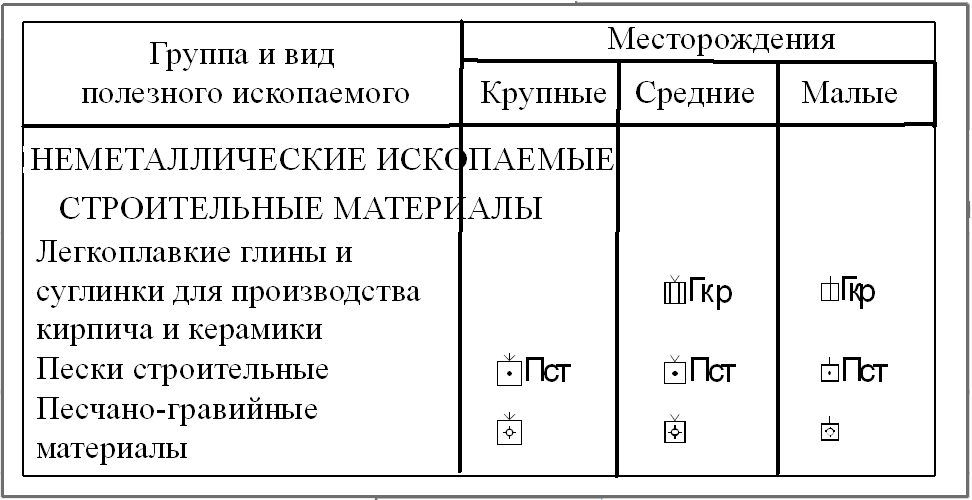 Группа и вид
полезного ископаемого
Месторождения
Крупные Средние Малые
НЕМЕТАЛЛИЧЕСКИЕ ИСКОПАЕМЫЕ
СТРОИТЕЛЬНЫЕ МАТЕРИАЛЫ
Легкоплавкие глины и
суглинки для производства
кирпича и керамики
Гкр Гкр
Пески строительные Пст Пст Пст
Песчано-гравийные
материалы